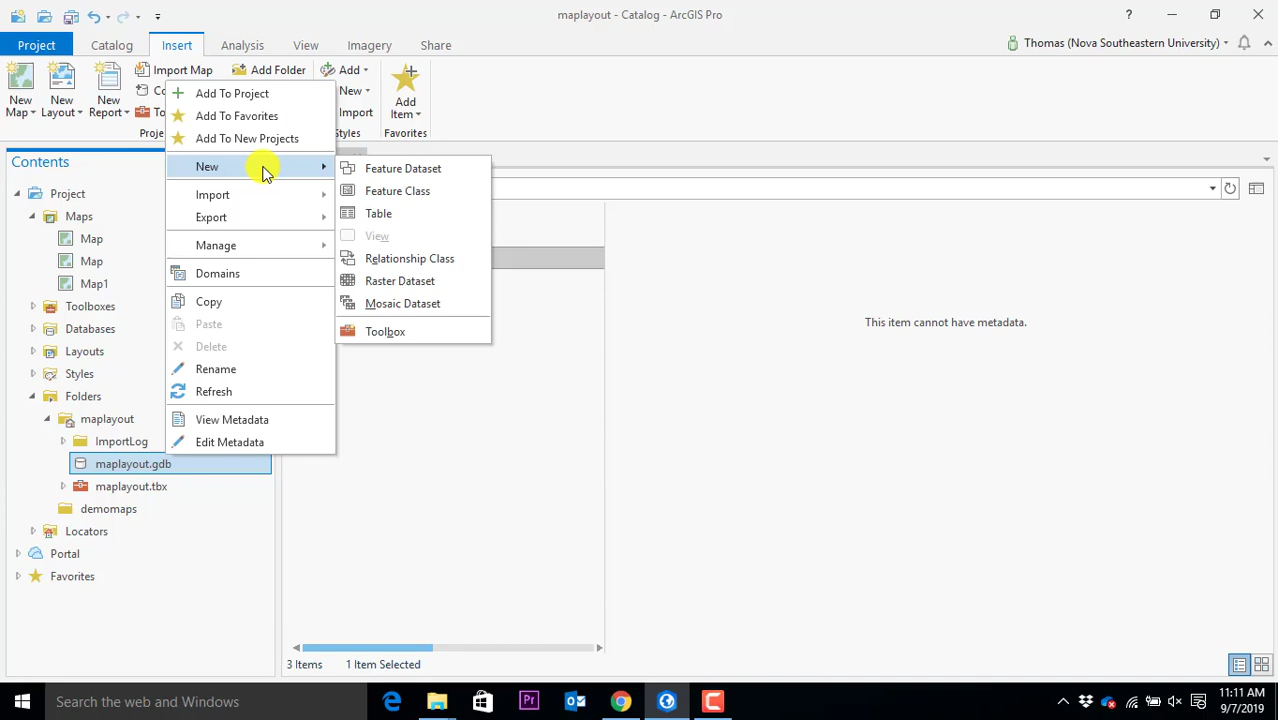 maplayout - Catalog - ArcGIS Pro
?
Project
Catalog
Insert
Analysis
View
Imagery
Share
Thomas (Nova Southeastern University)
New Map
New Layout
New Report
Import Map
Add Folder
Add
New
Import
Styles
Add Item
Favorites
Add To Project
Add To Favorites
Add To New Projects
New
Import
Export
Manage
Domains
Copy
Paste
Delete
Rename
Refresh
View Metadata
Edit Metadata
Feature Dataset
Feature Class
Table
View
Relationship Class
Raster Dataset
Mosaic Dataset
Toolbox
Contents
Project
Maps
Map
Map
Map1
Toolboxes
Databases
Layouts
Styles
Folders
maplayout
ImportLog
maplayout.gdb
maplayout.tbx
demomaps
Locators
Portal
Favorites
This item cannot have metadata.
3 Items
1 Item Selected
Search the web and Windows
Pr
11:11 AM
9/7/2019